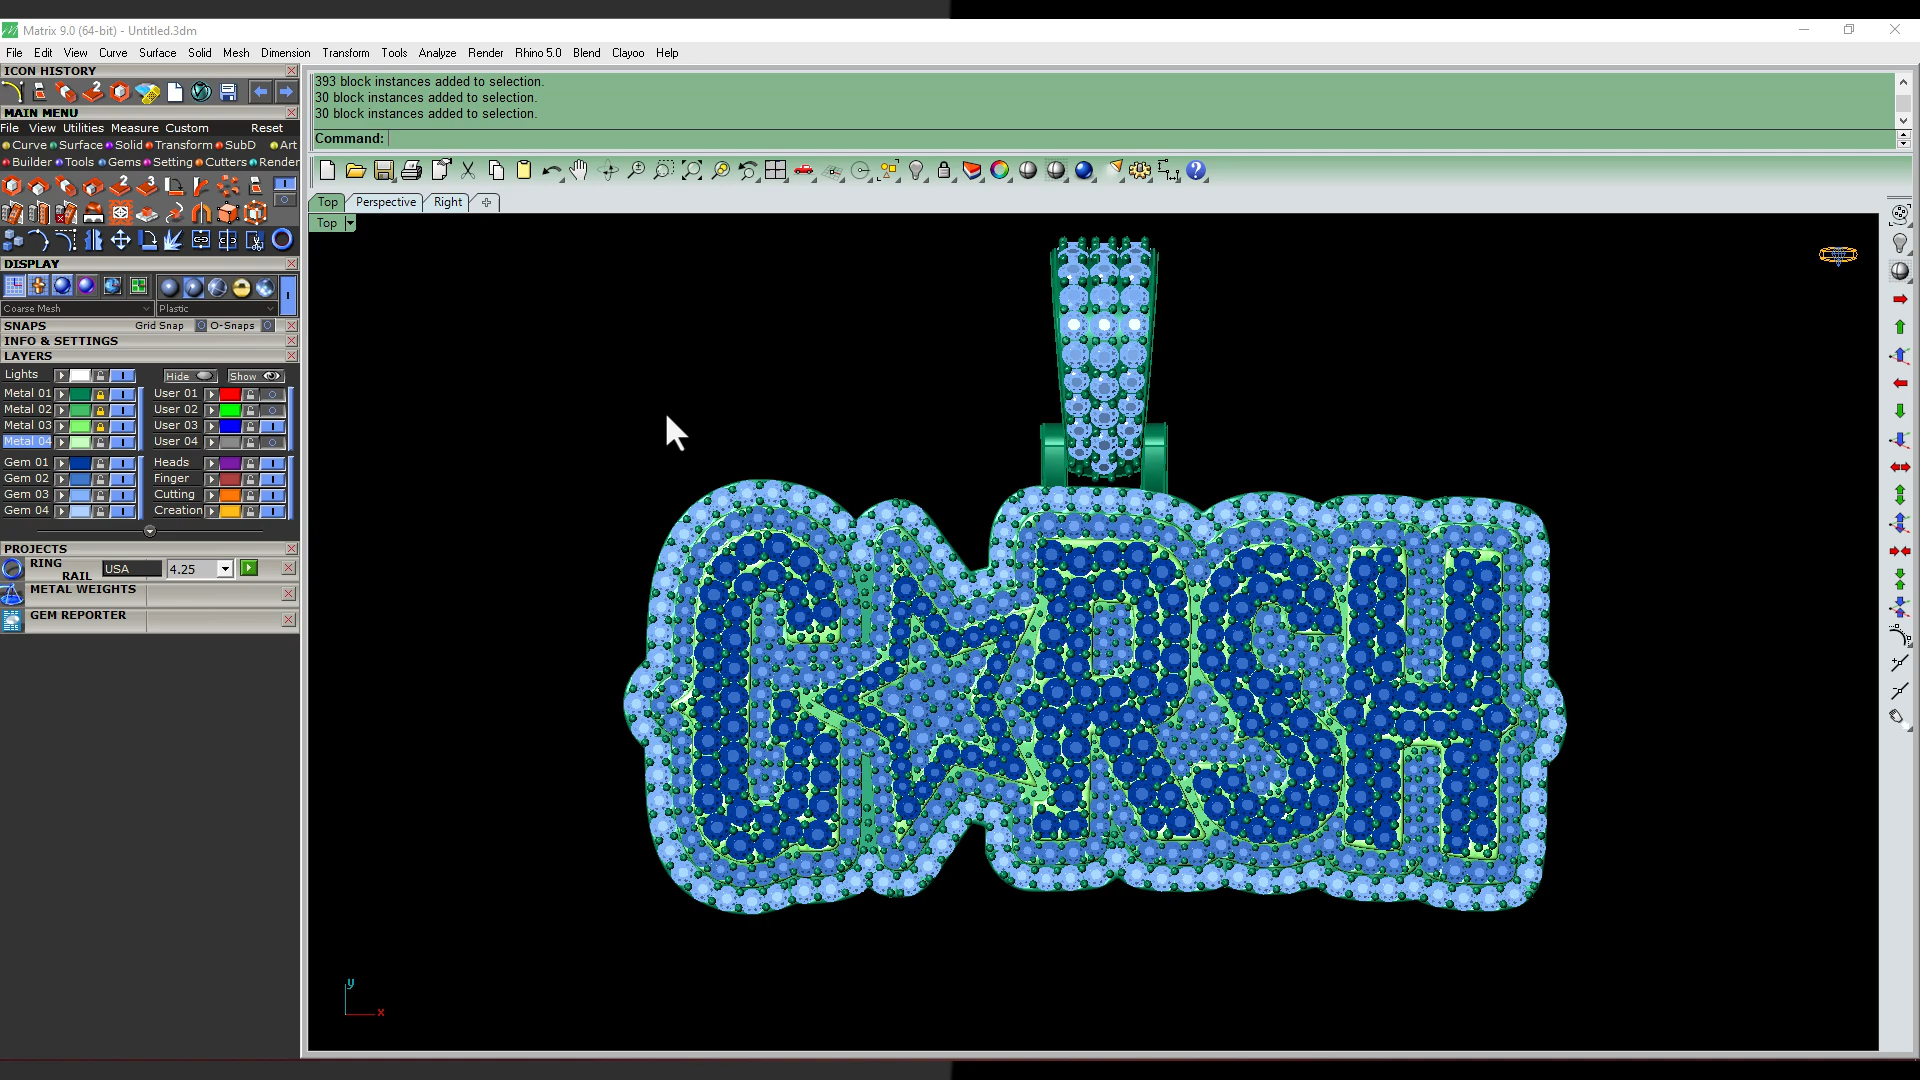 Matrix 9.0 (64-bit) - Untitled.3dm
File Edit View Curve Surface Solid Mesh Dimension Transform Tools Analyze Render Rhino 5.0 Blend Clayoo Help
ICON HISTORY
393 block instances added to selection.
30 block instances added to selection.
30 block instances added to selection.
Command:
MAIN MENU
File View Utilities Measure Custom Reset
Curve Surface Solid Transform SubD Art
Builder Tools Gems Setting Cutters Render
Top Perspective Right
Top
DISPLAY
Coarse Mesh Plastic
SNAPS Grid Snap O-Snaps
INFO & SETTINGS
LAYERS
Lights Hide Show
Metal 01 User 01
Metal 02 User 02
Metal 03 User 03
Metal 04 User 04
Gem 01 Heads
Gem 02 Finger
Gem 03 Cutting
Gem 04 Creation
PROJECTS
RING RAIL USA 4.25
METAL WEIGHTS
GEM REPORTER
y
x